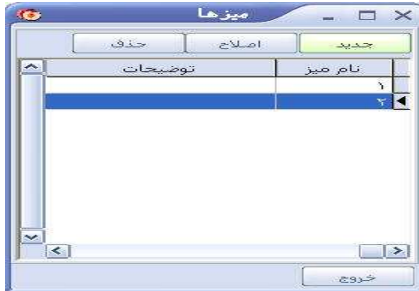 میزها
جدید اصلاح حذف
نام میز توضیحات
۱
۲
خروج